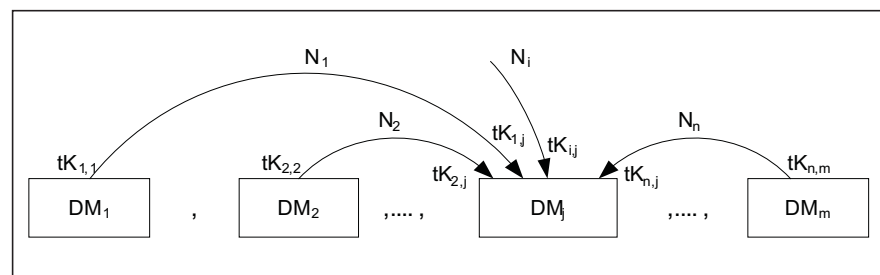 N₁ Nᵢ
N₂ Nₙ
tK₁,₁ tK₂,₂ tK₂,ⱼ tK₁,ⱼ tKᵢ,ⱼ tKₙ,ⱼ tKₙ,ₘ
DM₁ , DM₂ ,...., DMⱼ ,...., DMₘ